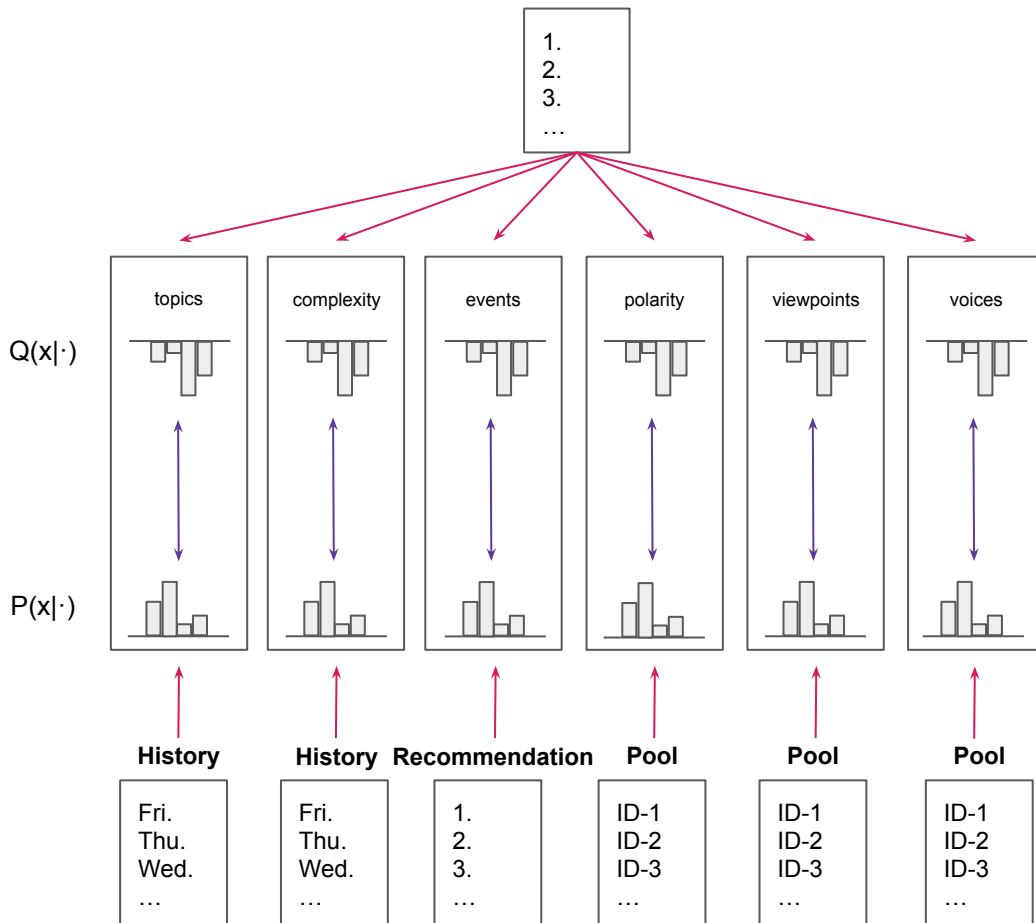 1.
2.
3.
…
topics
complexity
events
polarity
viewpoints
voices
Q(x|·)
P(x|·)
History
History
Recommendation
Pool
Pool
Pool
Fri.
Thu.
Wed.
…
Fri.
Thu.
Wed.
…
1.
2.
3.
…
ID-1
ID-2
ID-3
…
ID-1
ID-2
ID-3
…
ID-1
ID-2
ID-3
…